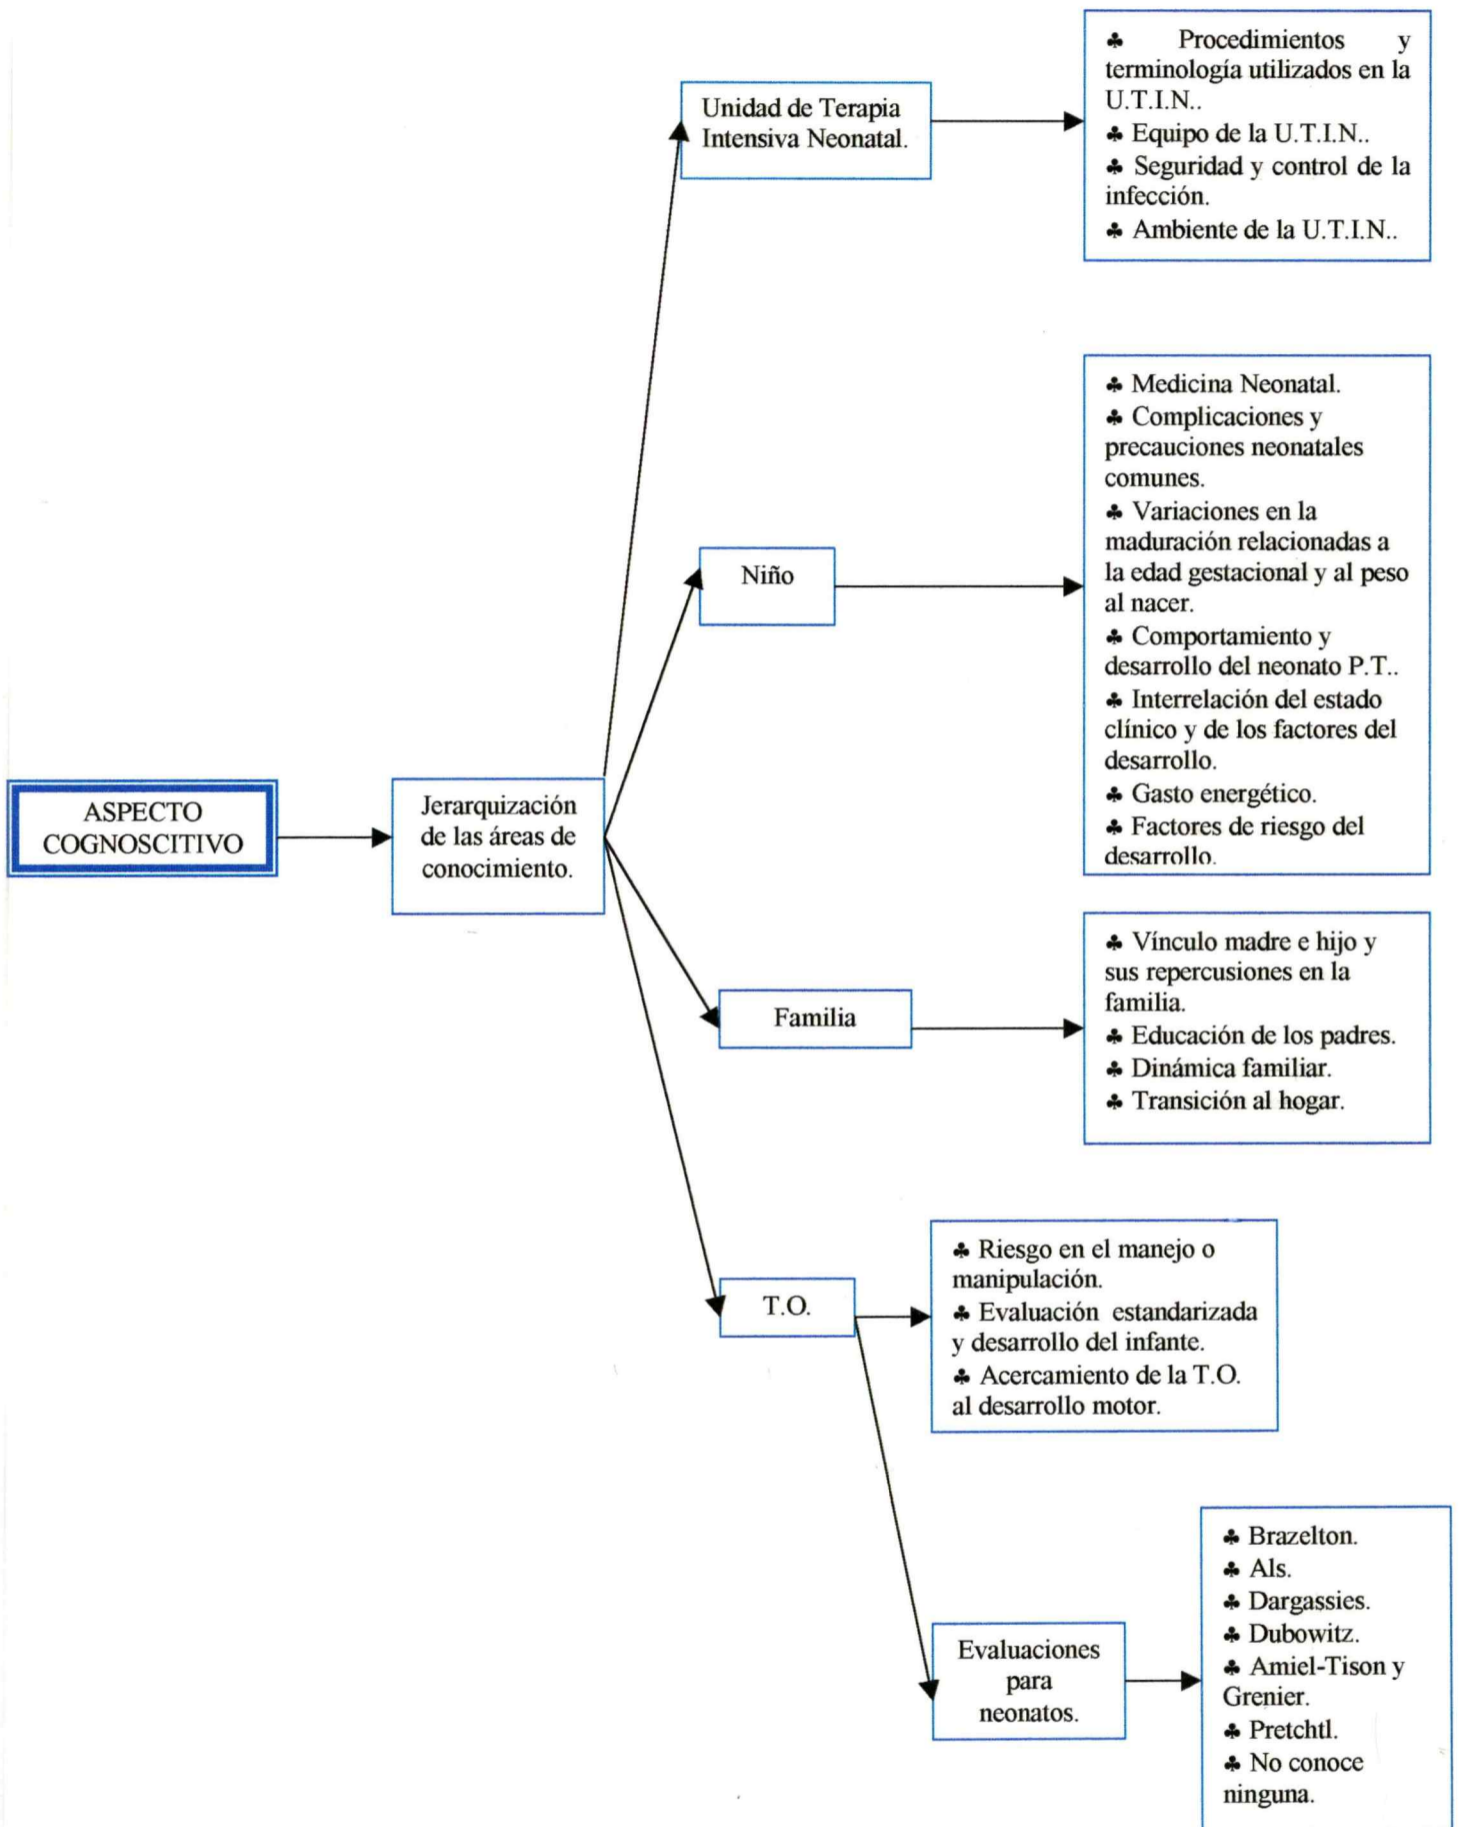 ♣ Procedimientos y
terminología utilizados en la
U.T.I.N..
♣ Equipo de la U.T.I.N..
♣ Seguridad y control de la
infección.
♣ Ambiente de la U.T.I.N..
Unidad de Terapia
Intensiva Neonatal.
♣ Medicina Neonatal.
♣ Complicaciones y
precauciones neonatales
comunes.
♣ Variaciones en la
maduración relacionadas a
la edad gestacional y al peso
al nacer.
♣ Comportamiento y
desarrollo del neonato P.T..
♣ Interrelación del estado
clínico y de los factores del
desarrollo.
♣ Gasto energético.
♣ Factores de riesgo del
desarrollo.
Niño
ASPECTO
COGNOSCITIVO
Jerarquización
de las áreas de
conocimiento.
♣ Vínculo madre e hijo y
sus repercusiones en la
familia.
♣ Educación de los padres.
♣ Dinámica familiar.
♣ Transición al hogar.
Familia
T.O.
♣ Riesgo en el manejo o
manipulación.
♣ Evaluación estandarizada
y desarrollo del infante.
♣ Acercamiento de la T.O.
al desarrollo motor.
Evaluaciones
para
neonatos.
♣ Brazelton.
♣ Als.
♣ Dargassies.
♣ Dubowitz.
♣ Amiel-Tison y
Grenier.
♣ Pretchtl.
♣ No conoce
ninguna.